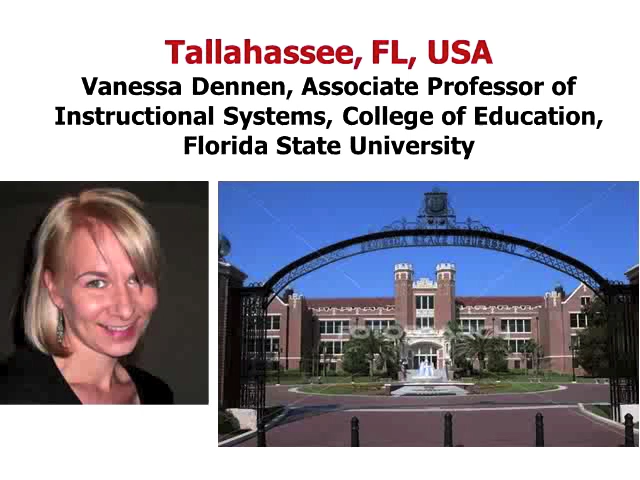 Tallahassee, FL, USA
Vanessa Dennen, Associate Professor of
Instructional Systems, College of Education,
Florida State University
FLORIDA STATE UNIVERSITY